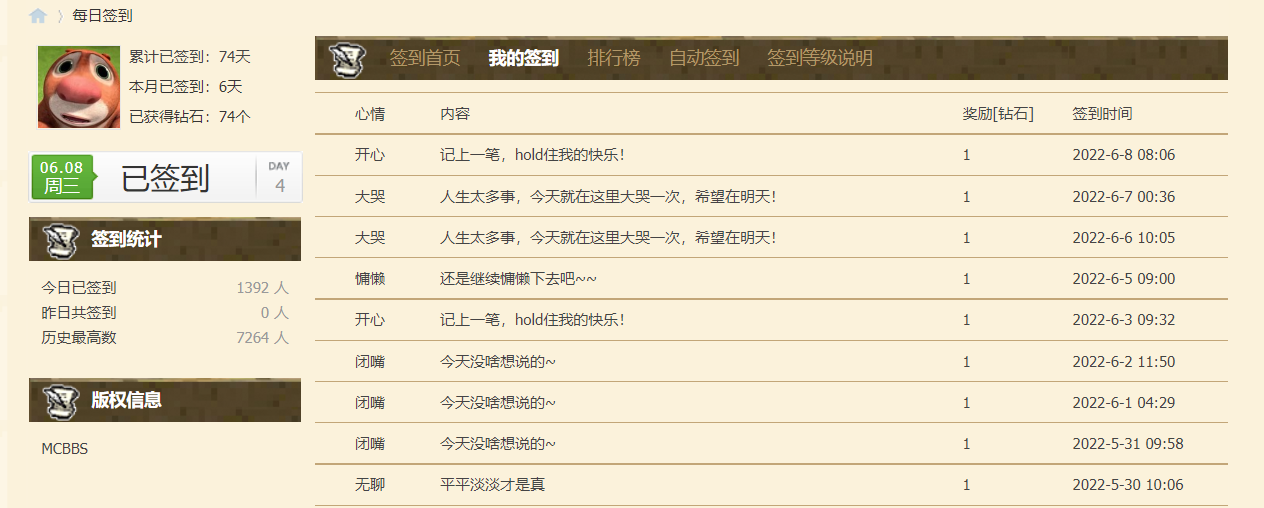 每日签到
累计已签到：74天
本月已签到：6天
已获得钻石：74个
06.08
周三
已签到
DAY
4
签到统计
今日已签到 1392 人
昨日共签到 0 人
历史最高数 7264 人
版权信息
MCBBS
签到首页 我的签到 排行榜 自动签到 签到等级说明
心情 内容 奖励[钻石] 签到时间
开心 记上一笔，hold住我的快乐！ 1 2022-6-8 08:06
大哭 人生太多事，今天就在这里大哭一次，希望在明天！ 1 2022-6-7 00:36
大哭 人生太多事，今天就在这里大哭一次，希望在明天！ 1 2022-6-6 10:05
慵懒 还是继续慵懒下去吧~~ 1 2022-6-5 09:00
开心 记上一笔，hold住我的快乐！ 1 2022-6-3 09:32
闭嘴 今天没啥想说的~ 1 2022-6-2 11:50
闭嘴 今天没啥想说的~ 1 2022-6-1 04:29
闭嘴 今天没啥想说的~ 1 2022-5-31 09:58
无聊 平平淡淡才是真 1 2022-5-30 10:06